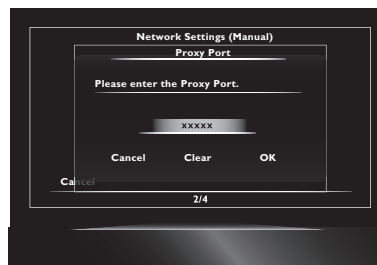 Network Settings (Manual)
Proxy Port
Please enter the Proxy Port.
xxxxx
Cancel Clear OK
Cancel
2/4